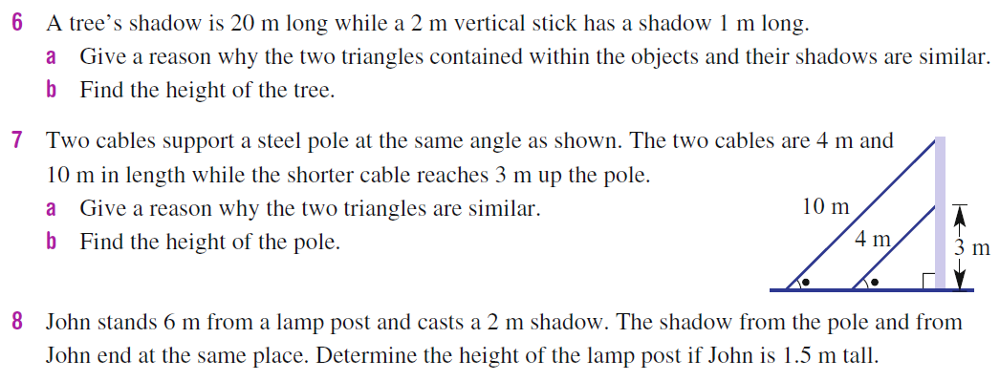 6 A tree’s shadow is 20 m long while a 2 m vertical stick has a shadow 1 m long.
a Give a reason why the two triangles contained within the objects and their shadows are similar.
b Find the height of the tree.
7 Two cables support a steel pole at the same angle as shown. The two cables are 4 m and
10 m in length while the shorter cable reaches 3 m up the pole.
a Give a reason why the two triangles are similar.
b Find the height of the pole.
10 m
4 m
3 m
8 John stands 6 m from a lamp post and casts a 2 m shadow. The shadow from the pole and from
John end at the same place. Determine the height of the lamp post if John is 1.5 m tall.